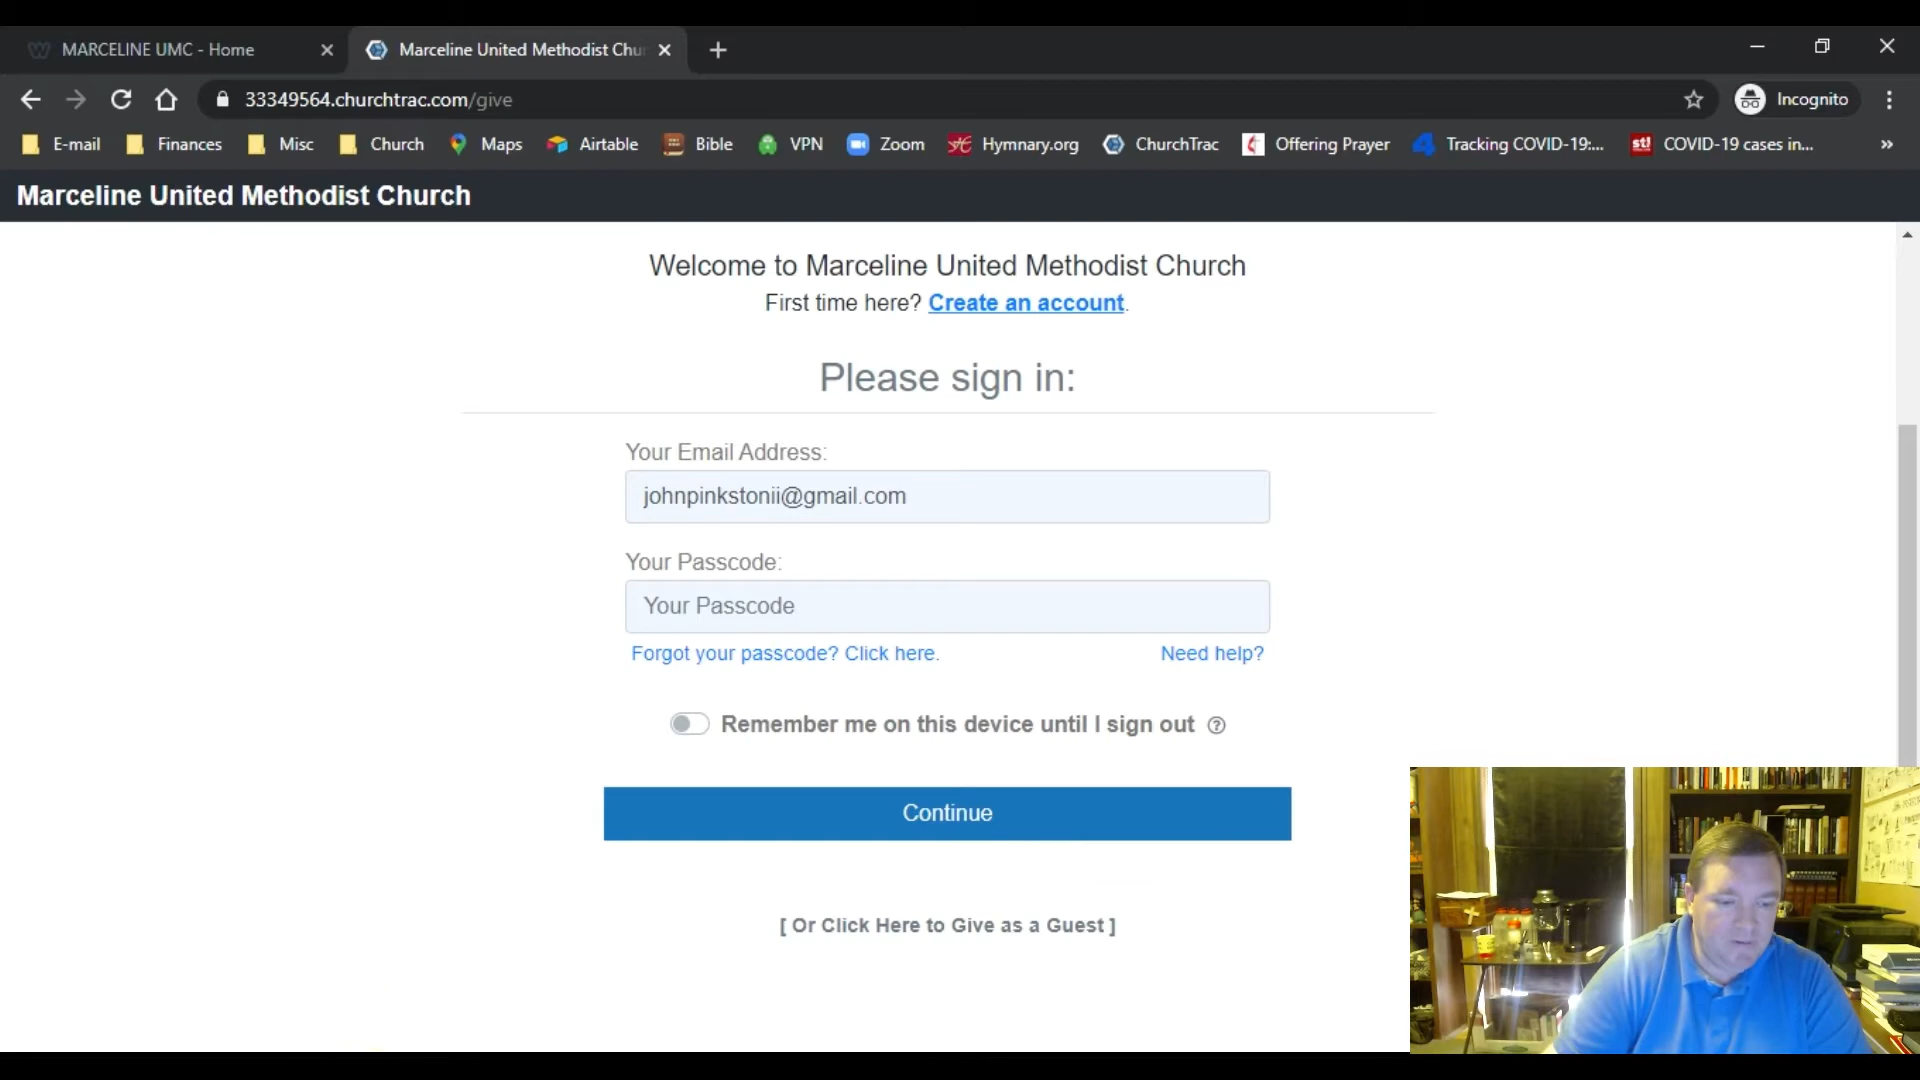 MARCELINE UMC - Home
Marceline United Methodist Chu
33349564.churchtrac.com/give
Incognito
E-mail
Finances
Misc
Church
Maps
Airtable
Bible
VPN
Zoom
Hymnary.org
ChurchTrac
Offering Prayer
Tracking COVID-19:...
stl
COVID-19 cases in...
»
Marceline United Methodist Church
Welcome to Marceline United Methodist Church
First time here? Create an account.
Please sign in:
Your Email Address:
johnpinkstonii@gmail.com
Your Passcode:
Your Passcode
Forgot your passcode? Click here.
Need help?
Remember me on this device until I sign out ?
Continue
[ Or Click Here to Give as a Guest ]